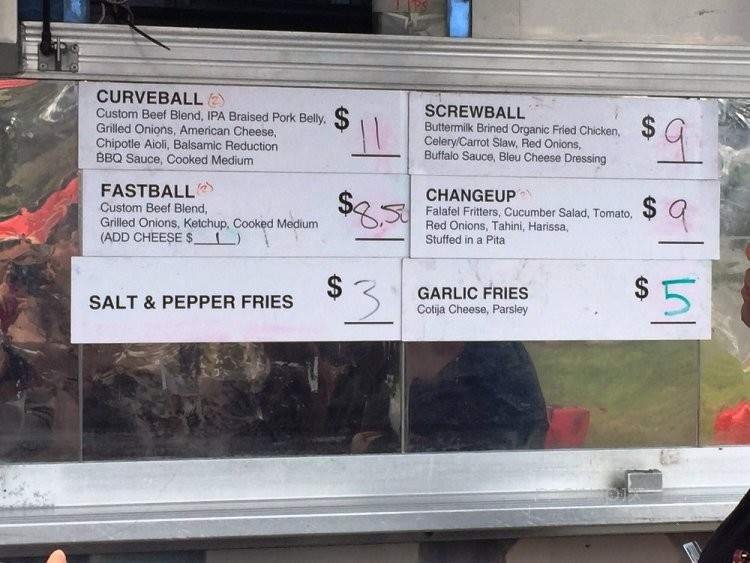 CURVEBALL (2)
Custom Beef Blend, IPA Braised Pork Belly,
Grilled Onions, American Cheese,
Chipotle Aioli, Balsamic Reduction
BBQ Sauce, Cooked Medium
$ 11
SCREWBALL
Buttermilk Brined Organic Fried Chicken,
Celery/Carrot Slaw, Red Onions,
Buffalo Sauce, Bleu Cheese Dressing
$ 9
FASTBALL (2)
Custom Beef Blend,
Grilled Onions, Ketchup, Cooked Medium
(ADD CHEESE $ 1 )
$ 8.50
CHANGEUP
Falafel Fritters, Cucumber Salad, Tomato,
Red Onions, Tahini, Harissa,
Stuffed in a Pita
$ 9
SALT & PEPPER FRIES
$ 3
GARLIC FRIES
Cotija Cheese, Parsley
$ 5